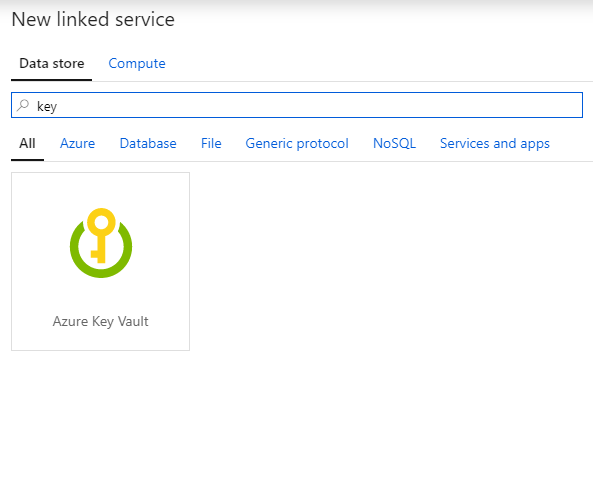 New linked service
Data store Compute
key
All Azure Database File Generic protocol NoSQL Services and apps
Azure Key Vault